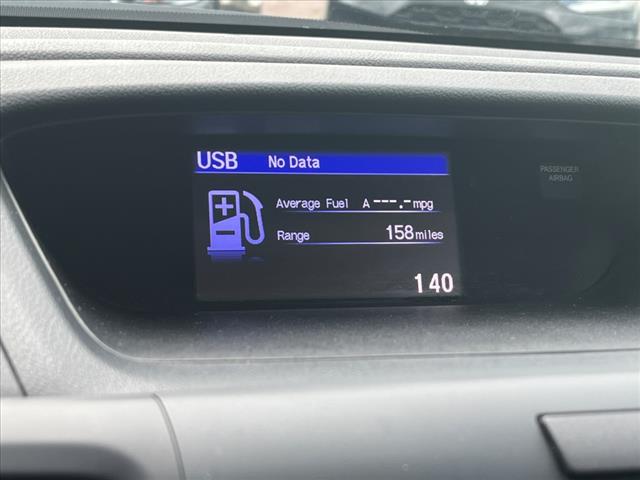 USB No Data
PASSENGER
AIRBAG
Average Fuel A ---.- mpg
Range 158 miles
140